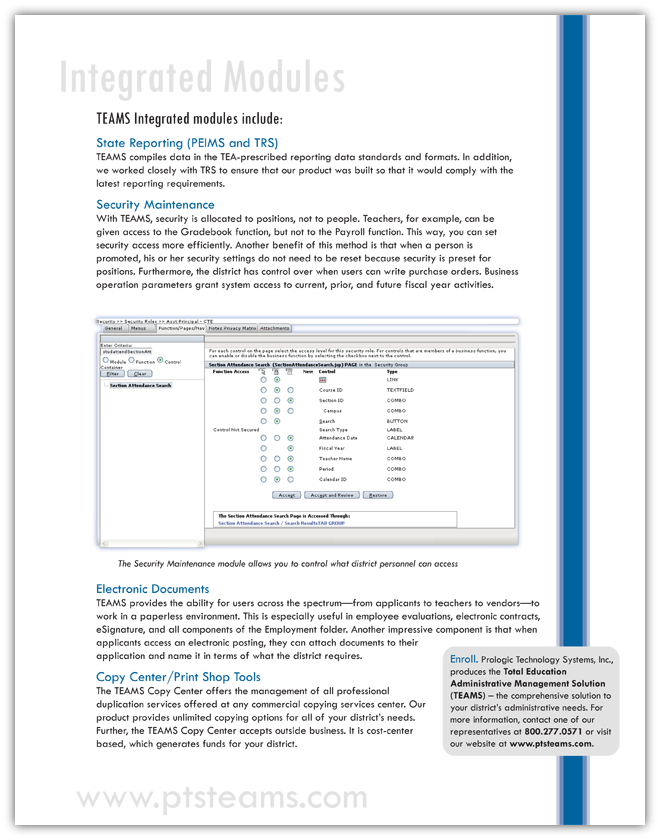 Integrated Modules
TEAMS Integrated modules include:
State Reporting (PEIMS and TRS)
TEAMS compiles data in the TEA-prescribed reporting data standards and formats. In addition,
we worked closely with TRS to ensure that our product was built so that it would comply with the
latest reporting requirements.
Security Maintenance
With TEAMS, security is allocated to positions, not to people. Teachers, for example, can be
given access to the Gradebook function, but not to the Payroll function. This way, you can set
security access more efficiently. Another benefit of this method is that when a person is
promoted, his or her security settings do not need to be reset because security is preset for
positions. Furthermore, the district has control over when users can write purchase orders. Business
operation parameters grant system access to current, prior, and future fiscal year activities.
Security >> Security Roles >> Asst Principal - CTE
General Menus Function/Pages/Nav Notes Privacy Matrix Attachments
Enter Criteria:
Module Function Control
Container
Filter Clear
Section Attendance Search
For each control on the page select the access level for this security role. For controls that are members of a business function, you
can enable or disable the business function by selecting the checkbox next to the control.
Section Attendance Search (SectionAttendanceSearch.jsp) PAGE in the Security Group
Function Access New Control Type
LINK
Course ID TEXTFIELD
Section ID COMBO
Campus COMBO
Search BUTTON
Control Not Secured Search Type LABEL
Attendance Date CALENDAR
Fiscal Year LABEL
Teacher Name COMBO
Period COMBO
Calendar ID COMBO
Accept Accept and Review Restore
The Section Attendance Search Page is Accessed Through:
Section Attendance Search / Search ResultsTAB GROUP
The Security Maintenance module allows you to control what district personnel can access
Electronic Documents
TEAMS provides the ability for users across the spectrum—from applicants to teachers to vendors—to
work in a paperless environment. This is especially useful in employee evaluations, electronic contracts,
eSignature, and all components of the Employment folder. Another impressive component is that when
applicants access an electronic posting, they can attach documents to their
application and name it in terms of what the district requires.
Copy Center/Print Shop Tools
The TEAMS Copy Center offers the management of all professional
duplication services offered at any commercial copying services center. Our
product provides unlimited copying options for all of your district's needs.
Further, the TEAMS Copy Center accepts outside business. It is cost-center
based, which generates funds for your district.
Enroll. Prologic Technology Systems, Inc.,
produces the Total Education
Administrative Management Solution
(TEAMS) – the comprehensive solution to
your district's administrative needs. For
more information, contact one of our
representatives at 800.277.0571 or visit
our website at www.ptsteams.com.
www.ptsteams.com